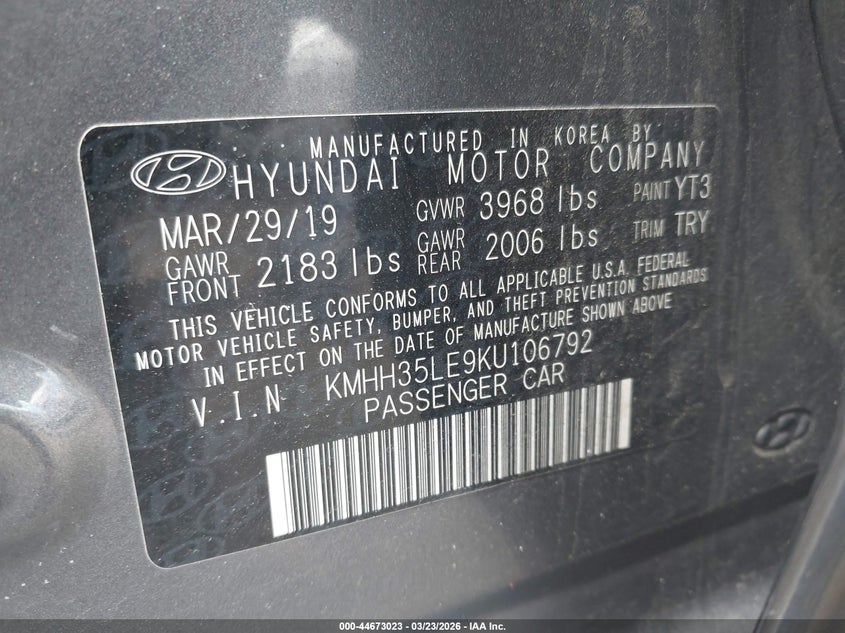 MANUFACTURED IN KOREA BY
HYUNDAI MOTOR COMPANY
MAR/29/19 GVWR 3968 lbs PAINT YT3
GAWR FRONT 2183 lbs GAWR REAR 2006 lbs TRIM TRY
THIS VEHICLE CONFORMS TO ALL APPLICABLE U.S.A. FEDERAL
MOTOR VEHICLE SAFETY, BUMPER, AND THEFT PREVENTION STANDARDS
IN EFFECT ON THE DATE OF MANUFACTURE SHOWN ABOVE
V.I.N KMHH35LE9KU106792
PASSENGER CAR
000-44673023 - 03/23/2026 - IAA Inc.